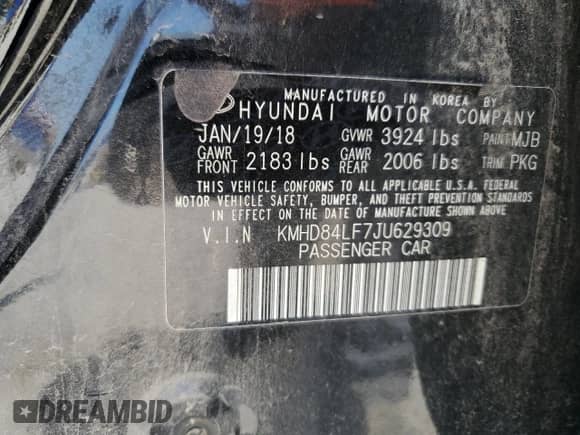 MANUFACTURED IN KOREA BY
HYUNDAI MOTOR COMPANY
JAN/19/18 GVWR 3924 lbs PAINT MJB
GAWR FRONT 2183 lbs GAWR REAR 2006 lbs TRIM PKG
THIS VEHICLE CONFORMS TO ALL APPLICABLE U.S.A. FEDERAL
MOTOR VEHICLE SAFETY, BUMPER, AND THEFT PREVENTION STANDARDS
IN EFFECT ON THE DATE OF MANUFACTURE SHOWN ABOVE.
V.I.N KMHD84LF7JU629309
PASSENGER CAR
DREAMBID